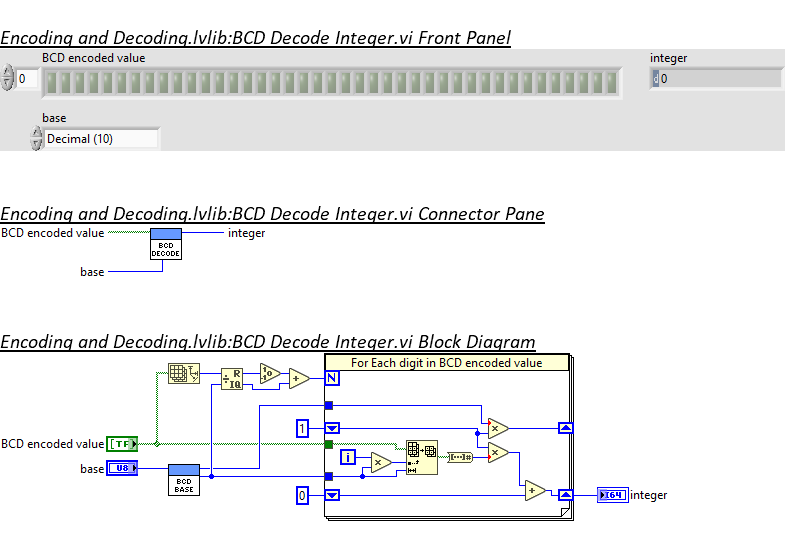 Encoding and Decoding.lvlib:BCD Decode Integer.vi Front Panel
BCD encoded value
integer
0
d 0
base
Decimal (10)
Encoding and Decoding.lvlib:BCD Decode Integer.vi Connector Pane
BCD encoded value
integer
BCD
DECODE
base
Encoding and Decoding.lvlib:BCD Decode Integer.vi Block Diagram
For Each digit in BCD encoded value
R
IQ
N
1
BCD encoded value
TF
i
base
U8
BCD
BASE
0
I64
integer